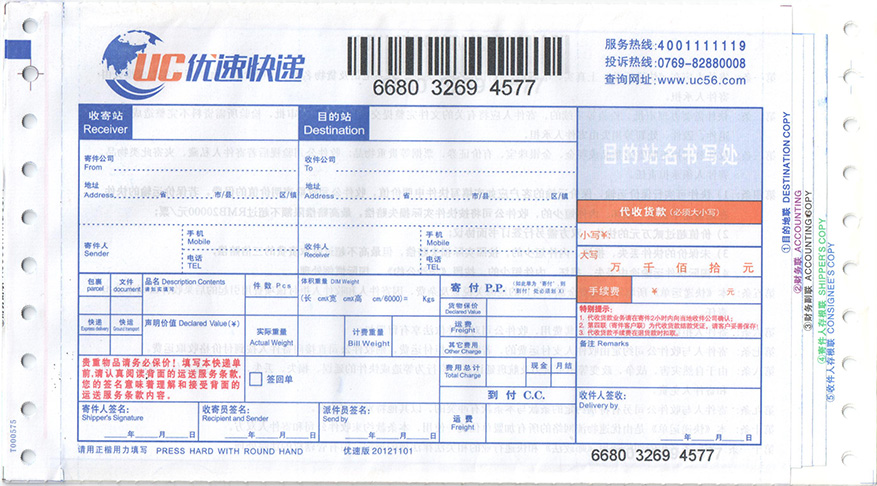 UC优速快递
6680 3269 4577
服务热线:4001111119
投诉热线:0769-82880008
查询网址:www.uc56.com
收寄站
Receiver
目的站
Destination
目的站名书写处
寄件公司
From
收件公司
To
地址
Address 省 市/县 区/镇
地址
Address 省 市/县 区/镇
代收货款(必须大小写)
小写¥:
大写
万 千 佰 拾 元
手续费 元
寄件人
Sender
手机
Mobile
电话
TEL
收件人
Receiver
手机
Mobile
电话
TEL
特别提示:
1. 代收货款业务请在寄件2小时内向当地收件公司确认;
2. 第四联(寄件客户联)为代收货款结款凭证,请客户妥善保存!
3. 代收货款手续费在退货款时扣取。
包裹
parcel
文件
document
品名 Description Contents
请据实填写
件数 Pcs
体积重量 DIM Weight
(长 cmX宽 cmX高 cm/6000)= Kgs
寄付 P.P.
货物保价
Declared Value
运费
Freight
其它费用
Other Charge
费用总计
Total Charge
现金 月结
快递
Express delivery
快运
声明价值 Declared Value(¥)
实际重量
Actual Weight
计费重量
Bill Weight
备注 Remarks
贵重物品请务必保价!填写本快递单
前,请认真阅读背面的运送服务条款,
您的签名意味着理解和接受背面的
运送服务条款内容。
签回单
到付 C.C.
运费
Freight
收件人签收:
Delivery by
寄件人签名:
Shipper's Signature
年 月 日
收寄员签名:
Recipient and Sender
年 月 日
派件员签名:
Send by
年 月 日
年 月 日
请用正楷用力填写 PRESS HARD WITH ROUND HAND 优速版 20121101
6680 3269 4577
T000575
①目的地联 DESTINATION COPY
②财务联 ACCOUNTING
③财务副联 ACCOUNTING COPY
④寄件人存根联 SHIPPER'S COPY
⑤收件人存根联 CONSIGNEE'S COPY